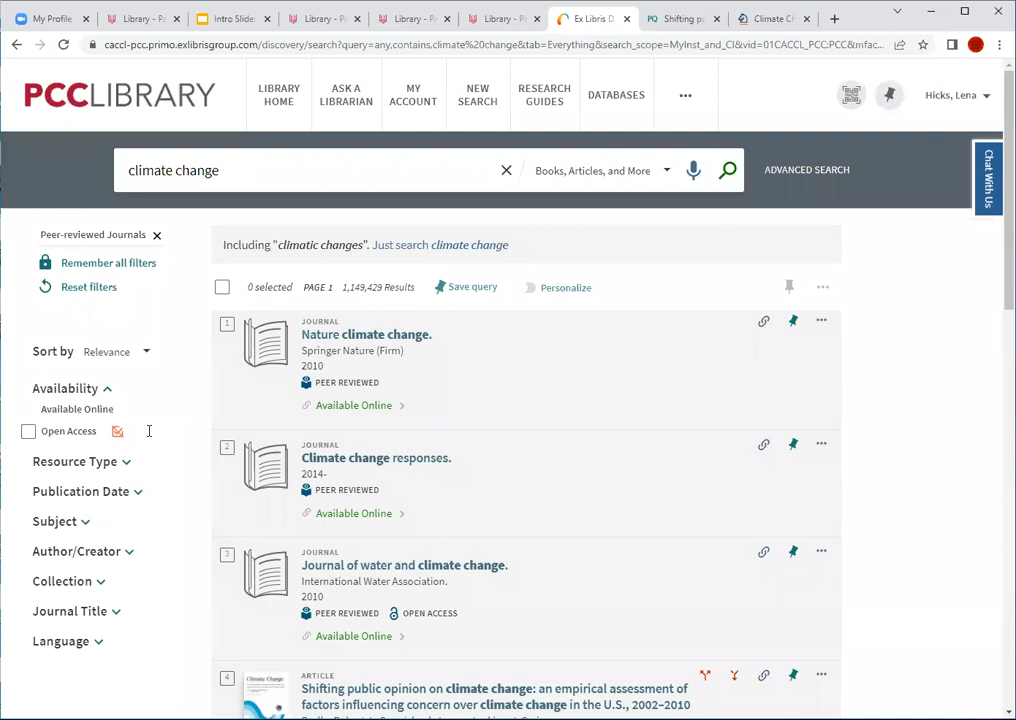 My Profile - Z
Library - Pa
Intro Slides
Library - Pa
Library - Pa
Library - Pa
Ex Libris D
PQ Shifting pu
Climate Ch
caccl-pcc.primo.exlibrisgroup.com/discovery/search?query=any,contains,climate%20change&tab=Everything&search_scope=MyInst_and_CI&vid=01CACCL_PCC:PCC&mfac...
PCCLIBRARY
LIBRARY HOME
ASK A LIBRARIAN
MY ACCOUNT
NEW SEARCH
RESEARCH GUIDES
DATABASES
Hicks, Lena
climate change
Books, Articles, and More
ADVANCED SEARCH
Chat With Us
Peer-reviewed Journals
Remember all filters
Reset filters
Sort by Relevance
Availability
Available Online
Open Access
Resource Type
Publication Date
Subject
Author/Creator
Collection
Journal Title
Language
Including "climatic changes". Just search climate change
0 selected PAGE 1 1,149,429 Results Save query Personalize
1
JOURNAL
Nature climate change.
Springer Nature (Firm)
2010
PEER REVIEWED
Available Online
2
JOURNAL
Climate change responses.
2014-
PEER REVIEWED
Available Online
3
JOURNAL
Journal of water and climate change.
International Water Association.
2010
PEER REVIEWED OPEN ACCESS
Available Online
4
ARTICLE
Shifting public opinion on climate change: an empirical assessment of
factors influencing concern over climate change in the U.S., 2002–2010